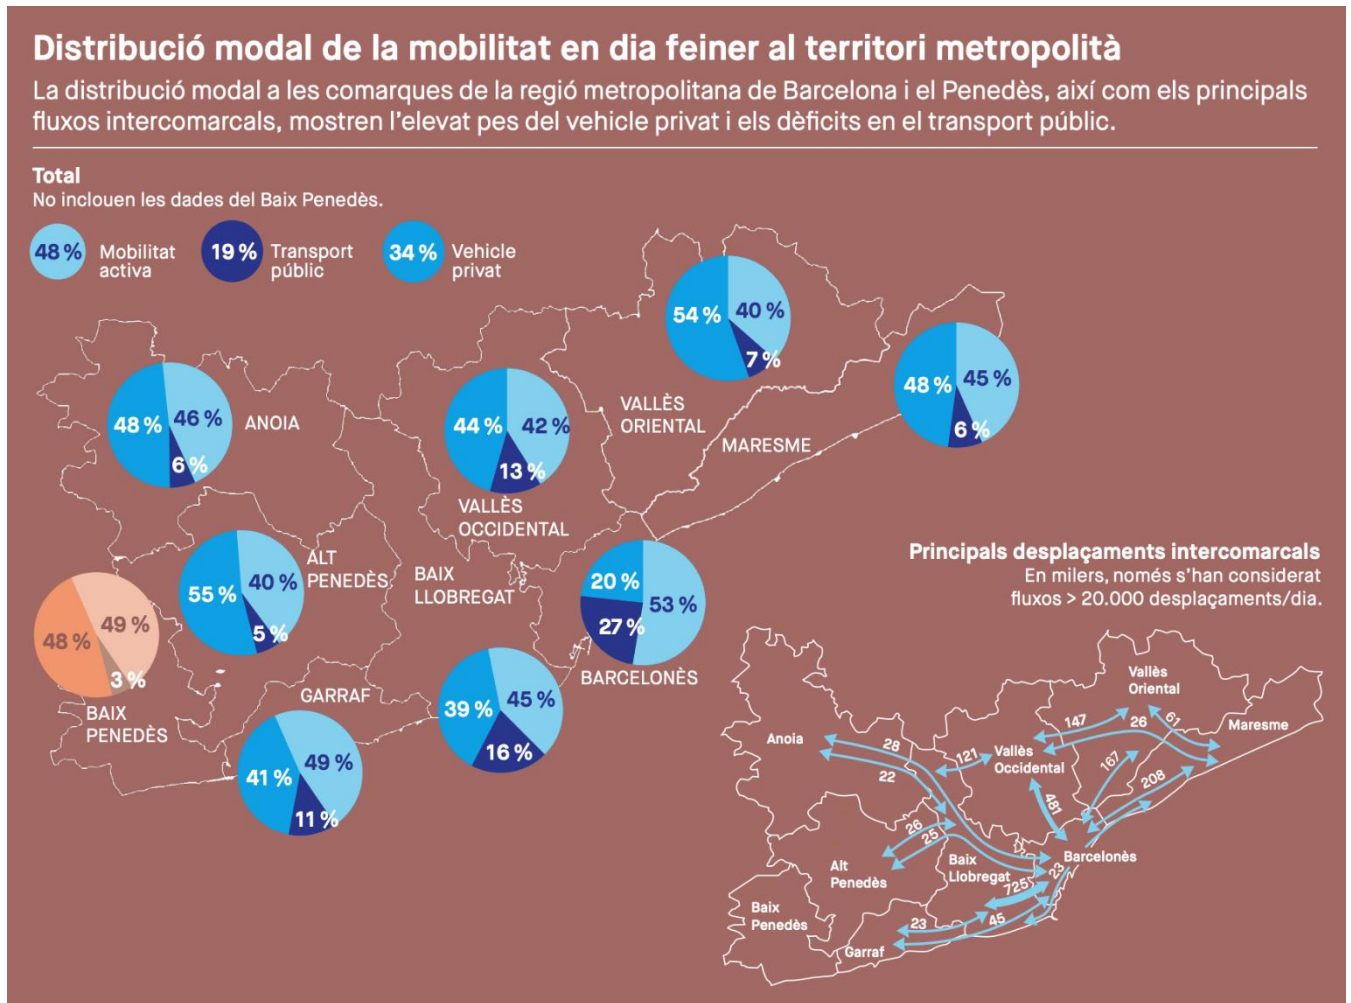 Distribució modal de la mobilitat en dia feiner al territori metropolità
La distribució modal a les comarques de la regió metropolitana de Barcelona i el Penedès, així com els principals
fluxos intercomarcals, mostren l'elevat pes del vehicle privat i els dèficits en el transport públic.
Total
No inclouen les dades del Baix Penedès.
48 %
Mobilitat
activa
19 %
Transport
públic
34 %
Vehicle
privat
54 %
40 %
7 %
VALLÈS
ORIENTAL
48 %
45 %
6 %
MARESME
48 %
46 %
6 %
ANOIA
44 %
42 %
13 %
VALLÈS
OCCIDENTAL
55 %
40 %
5 %
ALT
PENEDÈS
BAIX
LLOBREGAT
20 %
53 %
27 %
BARCELONÈS
48 %
49 %
3 %
BAIX
PENEDÈS
GARRAF
39 %
45 %
16 %
41 %
49 %
11 %
Principals desplaçaments intercomarcals
En milers, només s'han considerat
fluxos > 20.000 desplaçaments/dia.
Vallès
Oriental
147
26
61
Maresme
Anoia
28
121
Vallès
Occidental
22
167
208
481
26
25
Barcelonès
Alt
Penedès
Baix
Llobregat
23
725
Baix
Penedès
23
45
Garraf